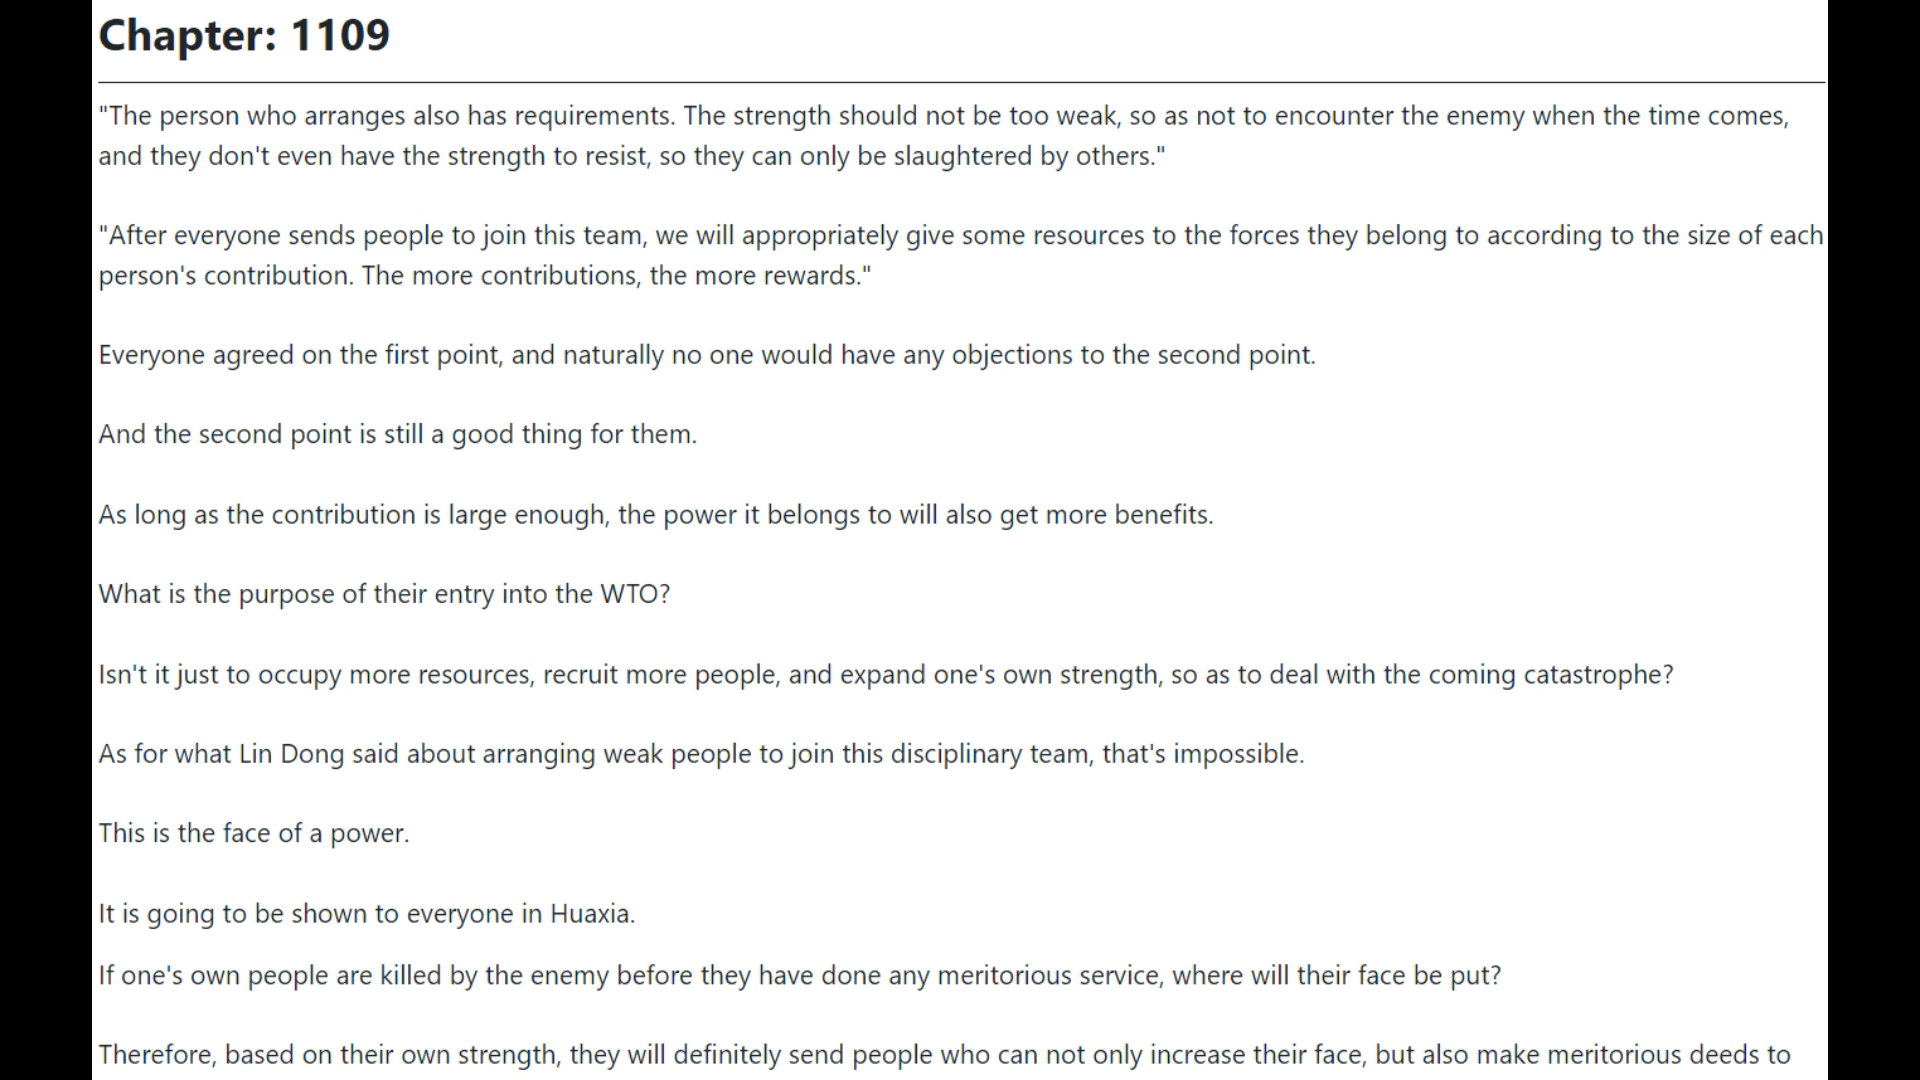 Chapter: 1109
"The person who arranges also has requirements. The strength should not be too weak, so as not to encounter the enemy when the time comes,
and they don't even have the strength to resist, so they can only be slaughtered by others."
"After everyone sends people to join this team, we will appropriately give some resources to the forces they belong to according to the size of each
person's contribution. The more contributions, the more rewards."
Everyone agreed on the first point, and naturally no one would have any objections to the second point.
And the second point is still a good thing for them.
As long as the contribution is large enough, the power it belongs to will also get more benefits.
What is the purpose of their entry into the WTO?
Isn't it just to occupy more resources, recruit more people, and expand one's own strength, so as to deal with the coming catastrophe?
As for what Lin Dong said about arranging weak people to join this disciplinary team, that's impossible.
This is the face of a power.
It is going to be shown to everyone in Huaxia.
If one's own people are killed by the enemy before they have done any meritorious service, where will their face be put?
Therefore, based on their own strength, they will definitely send people who can not only increase their face, but also make meritorious deeds to